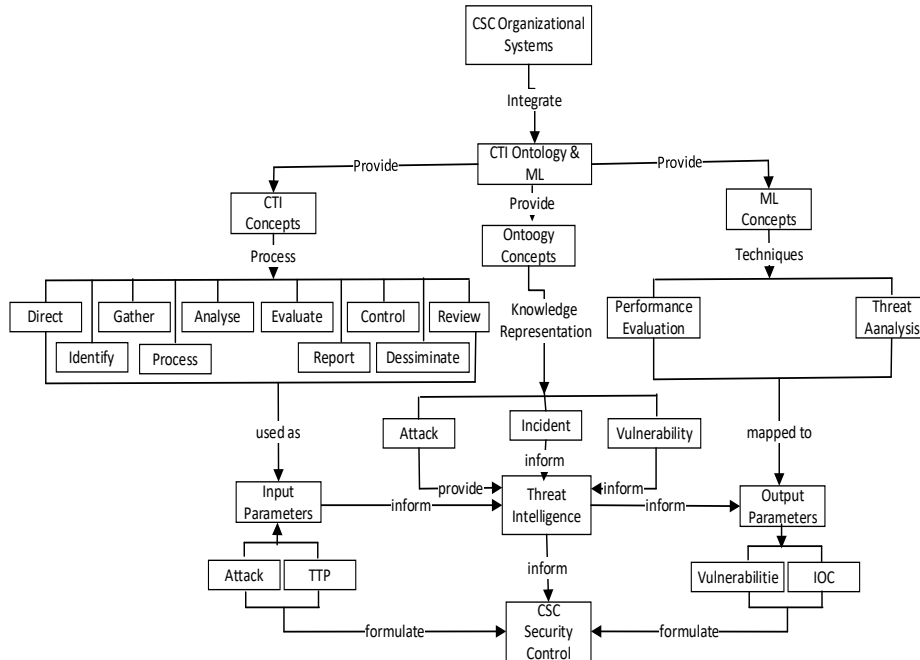 CSC Organizational
Systems
Integrate
CTI Ontology &
ML
Provide
Provide
Provide
CTI
Concepts
Ontoogy
Concepts
ML
Concepts
Process
Techniques
Knowledge
Representation
Direct
Gather
Analyse
Evaluate
Control
Review
Identify
Process
Report
Dessiminate
Performance
Evaluation
Threat
Aanalysis
Attack
Incident
Vulnerability
used as
mapped to
provide
inform
inform
Input
Parameters
inform
Threat
Intelligence
inform
Output
Parameters
Attack
TTP
inform
Vulnerabilitie
IOC
formulate
CSC
Security
Control
formulate